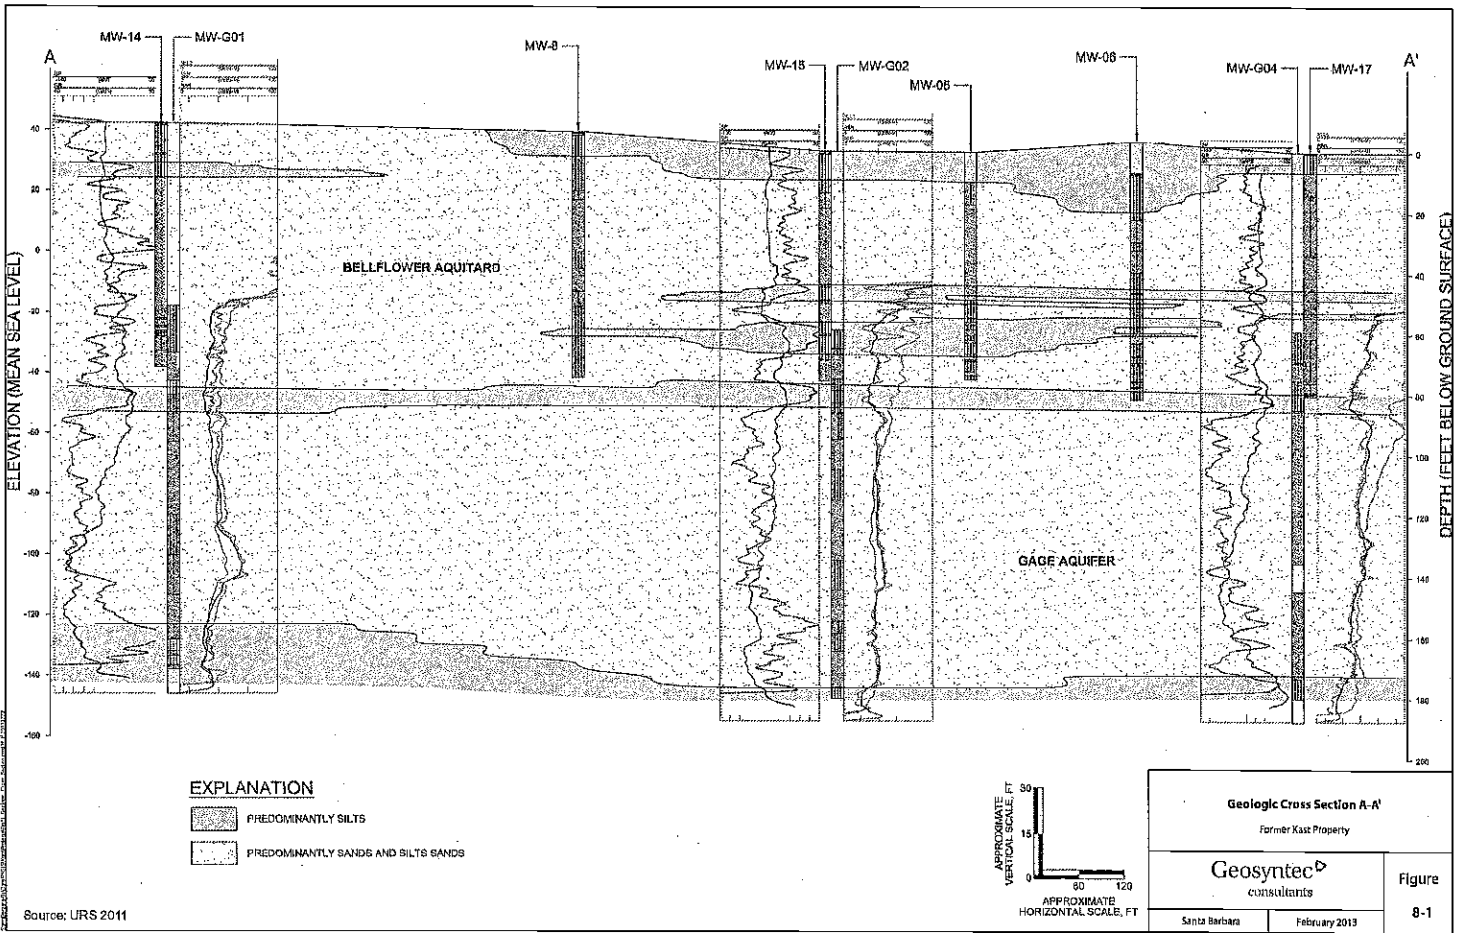 A
MW-14
MW-G01
MW-8
MW-15
MW-G02
MW-05
MW-06
MW-G04
MW-17
A'
ELEVATION (MEAN SEA LEVEL)
40
20
0
-20
-40
-60
-80
-100
-120
-140
-160
DEPTH (FEET BELOW GROUND SURFACE)
0
20
40
60
80
100
120
140
160
180
200
BELLFLOWER AQUITARD
GAGE AQUIFER
EXPLANATION
PREDOMINANTLY SILTS
PREDOMINANTLY SANDS AND SILTS SANDS
Source: URS 2011
APPROXIMATE
VERTICAL SCALE, FT
30
15
0
60
120
APPROXIMATE
HORIZONTAL SCALE, FT
Geologic Cross Section A-A'
Former Kast Property
Geosyntec
consultants
Santa Barbara
February 2013
Figure
8-1